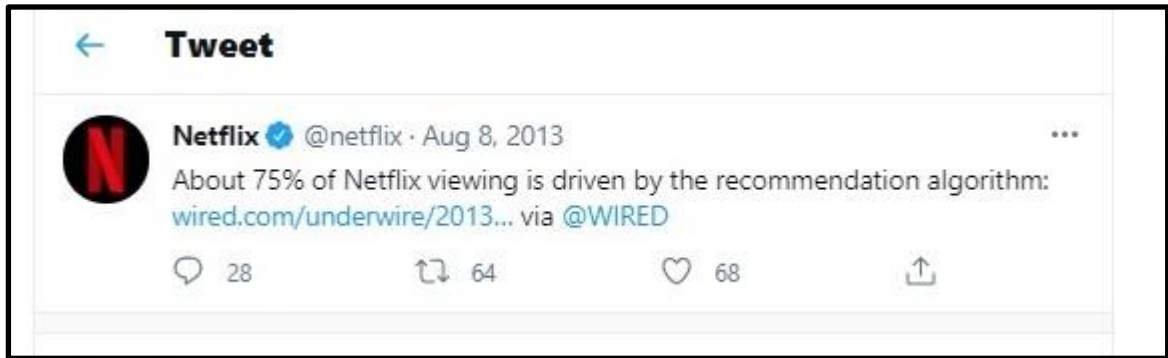 Tweet
Netflix @netflix · Aug 8, 2013
About 75% of Netflix viewing is driven by the recommendation algorithm:
wired.com/underwire/2013... via @WIRED
28 64 68